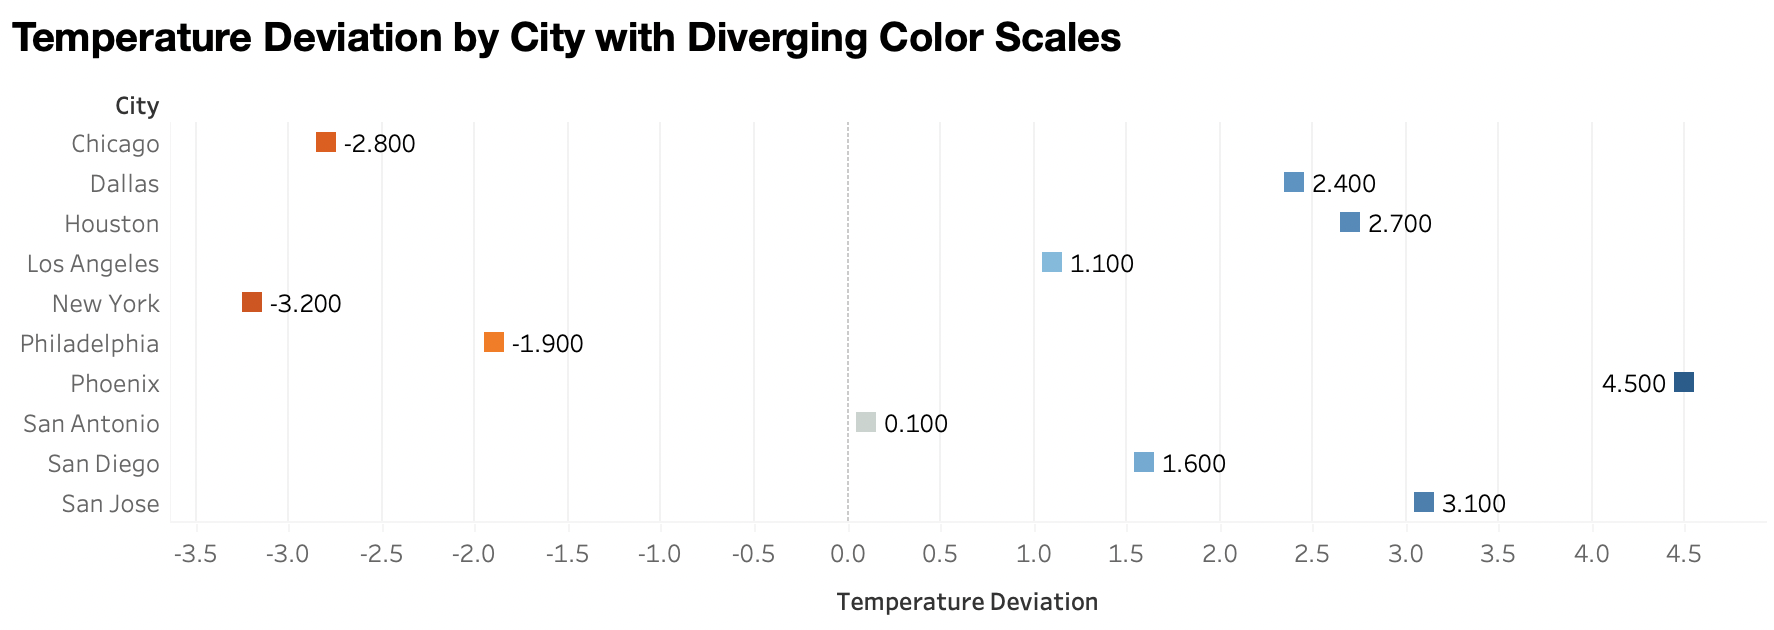 Temperature Deviation by City with Diverging Color Scales
City
Chicago -2.800
Dallas 2.400
Houston 2.700
Los Angeles 1.100
New York -3.200
Philadelphia -1.900
Phoenix 4.500
San Antonio 0.100
San Diego 1.600
San Jose 3.100
-3.5 -3.0 -2.5 -2.0 -1.5 -1.0 -0.5 0.0 0.5 1.0 1.5 2.0 2.5 3.0 3.5 4.0 4.5
Temperature Deviation